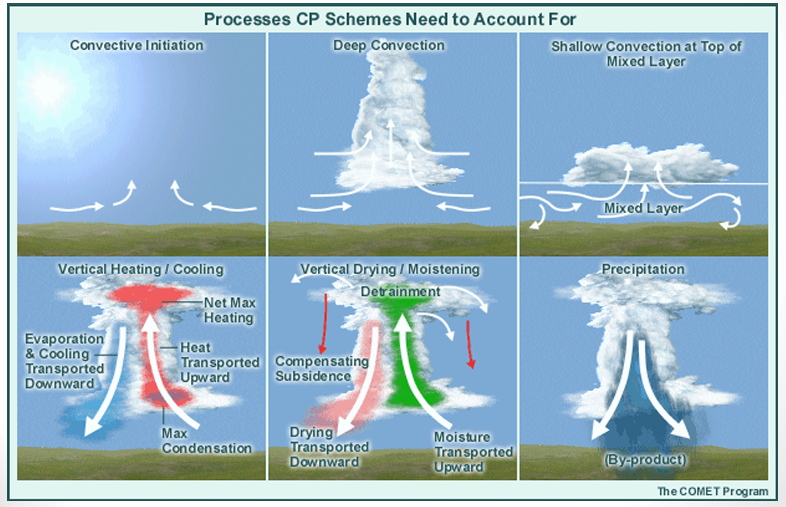 Processes CP Schemes Need to Account For
Convective Initiation
Deep Convection
Shallow Convection at Top of
Mixed Layer
Mixed Layer
Vertical Heating / Cooling
Net Max
Heating
Evaporation
& Cooling
Transported
Downward
Heat
Transported
Upward
Max
Condensation
Vertical Drying / Moistening
Detrainment
Compensating
Subsidence
Drying
Transported
Downward
Moisture
Transported
Upward
Precipitation
(By-product)
The COMET Program